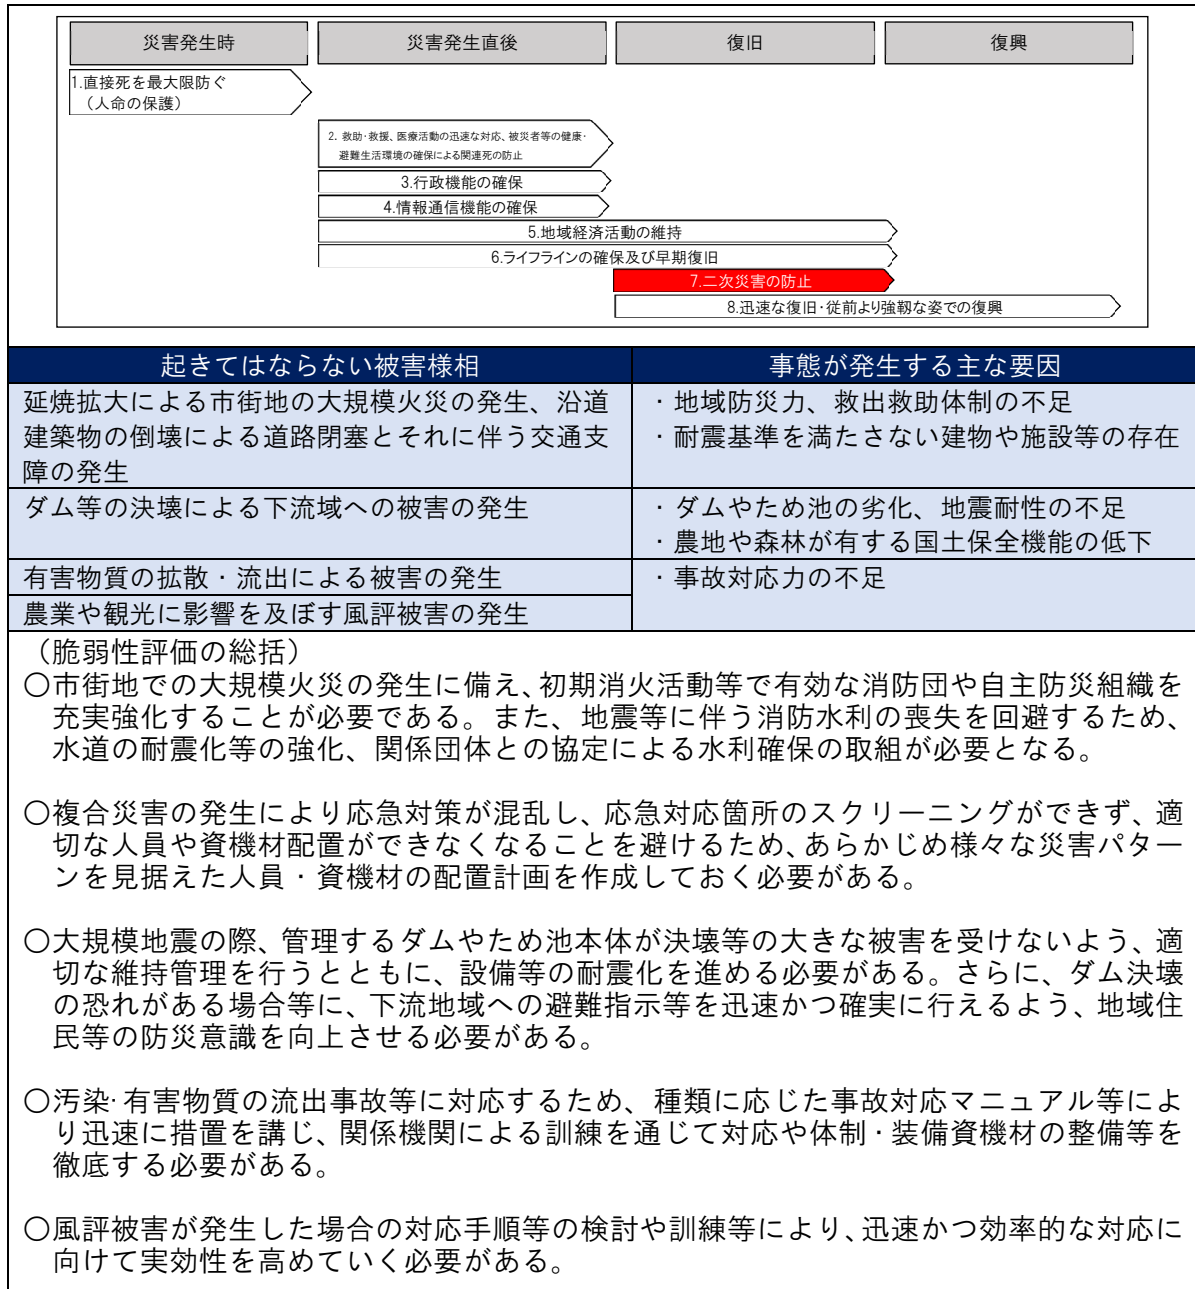 災害発生時
災害発生直後
復旧
復興
1.直接死を最大限防ぐ
（人命の保護）
2. 救助･救援、医療活動の迅速な対応、被災者等の健康･
避難生活環境の確保による関連死の防止
3.行政機能の確保
4.情報通信機能の確保
5.地域経済活動の維持
6.ライフラインの確保及び早期復旧
7.二次災害の防止
8.迅速な復旧･従前より強靱な姿での復興
起きてはならない被害様相
事態が発生する主な要因
延焼拡大による市街地の大規模火災の発生、沿道
建築物の倒壊による道路閉塞とそれに伴う交通支
障の発生
・地域防災力、救出救助体制の不足
・耐震基準を満たさない建物や施設等の存在
ダム等の決壊による下流域への被害の発生
・ダムやため池の劣化、地震耐性の不足
・農地や森林が有する国土保全機能の低下
有害物質の拡散・流出による被害の発生
・事故対応力の不足
農業や観光に影響を及ぼす風評被害の発生
（脆弱性評価の総括）
○市街地での大規模火災の発生に備え、初期消火活動等で有効な消防団や自主防災組織を
充実強化することが必要である。また、地震等に伴う消防水利の喪失を回避するため、
水道の耐震化等の強化、関係団体との協定による水利確保の取組が必要となる。
○複合災害の発生により応急対策が混乱し、応急対応箇所のスクリーニングができず、適
切な人員や資機材配置ができなくなることを避けるため、あらかじめ様々な災害パター
ンを見据えた人員・資機材の配置計画を作成しておく必要がある。
○大規模地震の際、管理するダムやため池本体が決壊等の大きな被害を受けないよう、適
切な維持管理を行うとともに、設備等の耐震化を進める必要がある。さらに、ダム決壊
の恐れがある場合等に、下流地域への避難指示等を迅速かつ確実に行えるよう、地域住
民等の防災意識を向上させる必要がある。
○汚染･有害物質の流出事故等に対応するため、種類に応じた事故対応マニュアル等によ
り迅速に措置を講じ、関係機関による訓練を通じて対応や体制･装備資機材の整備等を
徹底する必要がある。
○風評被害が発生した場合の対応手順等の検討や訓練等により、迅速かつ効率的な対応に
向けて実効性を高めていく必要がある。